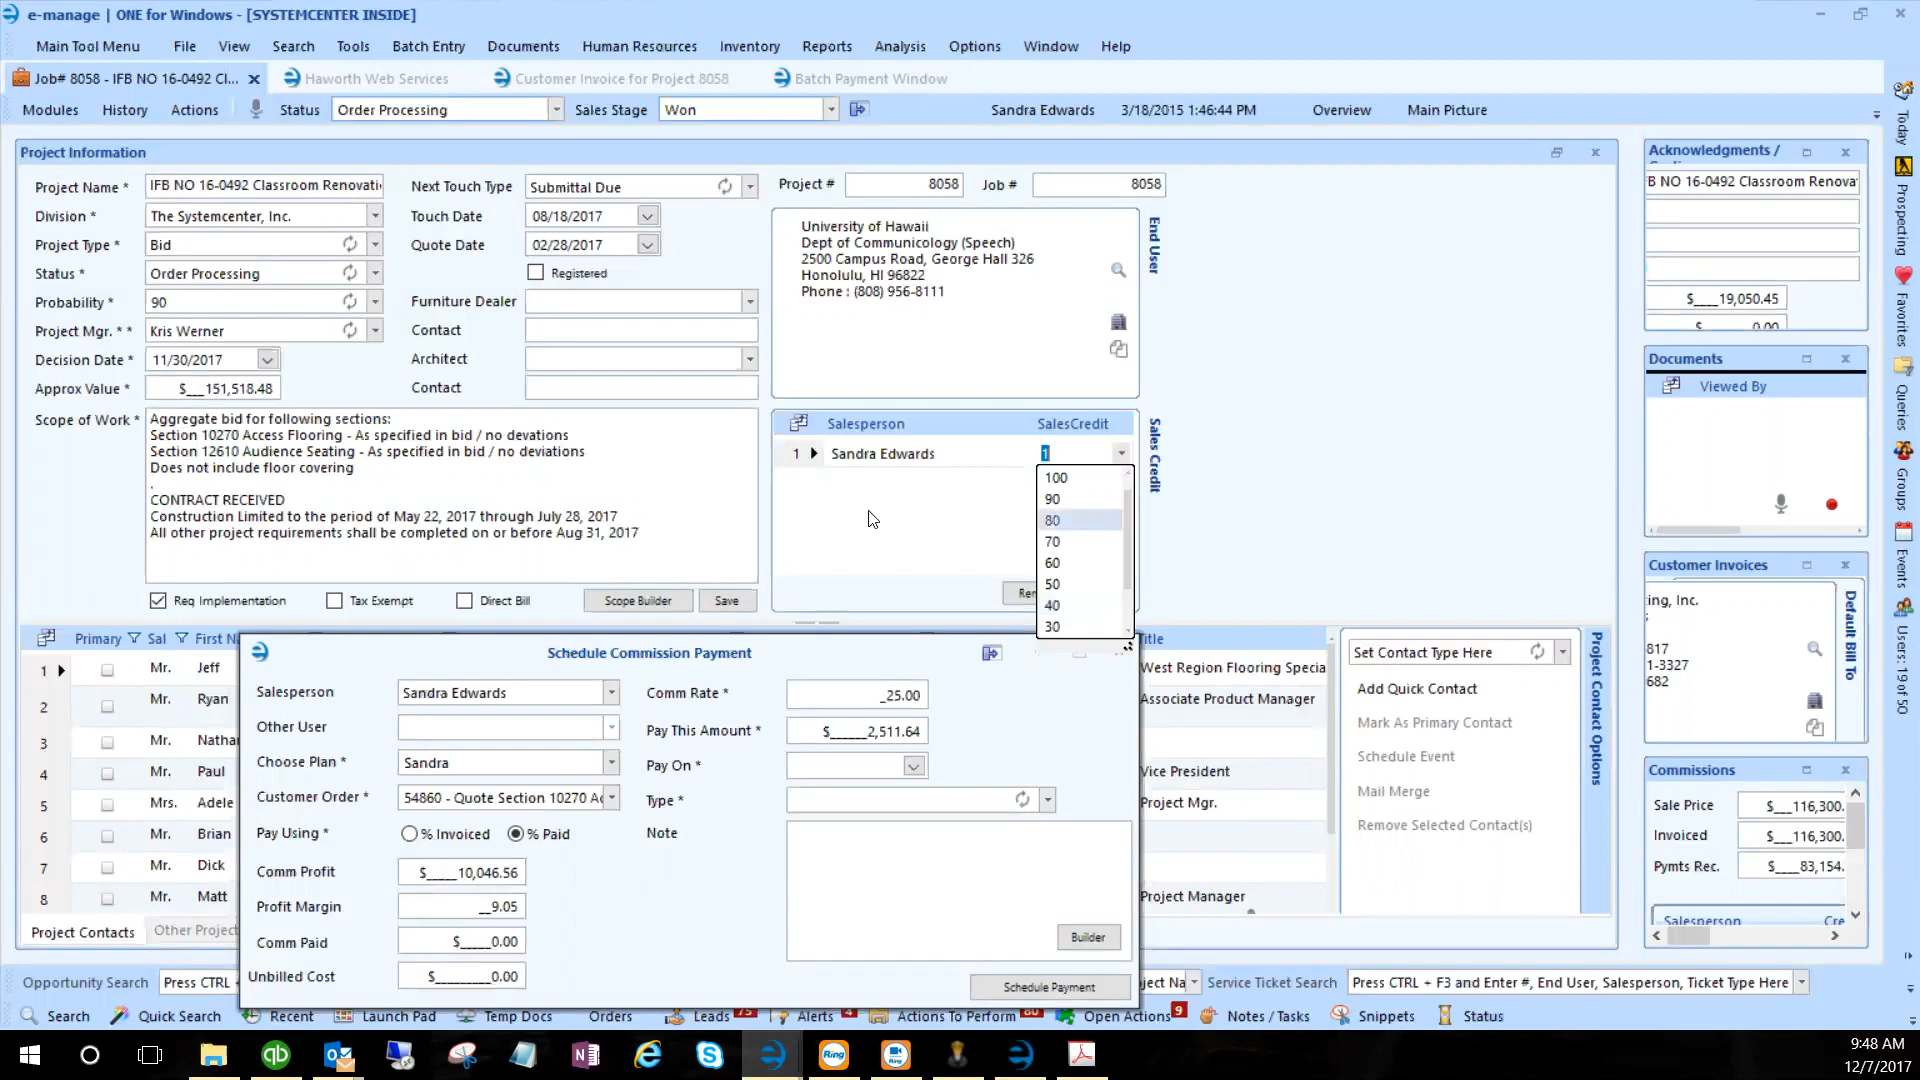 e-manage | ONE for Windows - [SYSTEMCENTER INSIDE]
Main Tool Menu File View Search Tools Batch Entry Documents Human Resources Inventory Reports Analysis Options Window Help
Job# 8058 - IFB NO 16-0492 Cl... Haworth Web Services Customer Invoice for Project 8058 Batch Payment Window
Modules History Actions Status Order Processing Sales Stage Won Sandra Edwards 3/18/2015 1:46:44 PM Overview Main Picture
Project Information
Project Name * IFB NO 16-0492 Classroom Renovati
Division * The Systemcenter, Inc.
Project Type * Bid
Status * Order Processing
Probability * 90
Project Mgr. * * Kris Werner
Decision Date * 11/30/2017
Approx Value * $___151,518.48
Scope of Work * Aggregate bid for following sections:
Section 10270 Access Flooring - As specified in bid / no devations
Section 12610 Audience Seating - As specified in bid / no deviations
Does not include floor covering
.
CONTRACT RECEIVED
Construction Limited to the period of May 22, 2017 through July 28, 2017
All other project requirements shall be completed on or before Aug 31, 2017
Req Implementation Tax Exempt Direct Bill Scope Builder Save
Next Touch Type Submittal Due
Touch Date 08/18/2017
Quote Date 02/28/2017
Registered
Furniture Dealer
Contact
Architect
Contact
Project # 8058 Job # 8058
University of Hawaii
Dept of Communicology (Speech)
2500 Campus Road, George Hall 326
Honolulu, HI 96822
Phone : (808) 956-8111
End User
Salesperson SalesCredit
1 Sandra Edwards 1
100
90
80
70
60
50
40
30
Sales Credit
Primary Sal First N
1 Mr. Jeff
2 Mr. Ryan
3 Mr. Natha
4 Mr. Paul
5 Mrs. Adele
6 Mr. Brian
7 Mr. Dick
8 Mr. Matt
Project Contacts Other Project
Schedule Commission Payment
Salesperson Sandra Edwards
Other User
Choose Plan * Sandra
Customer Order * 54860 - Quote Section 10270 Ac
Pay Using * % Invoiced % Paid
Comm Profit $_____10,046.56
Profit Margin __9.05
Comm Paid $_____0.00
Unbilled Cost $_________0.00
Comm Rate * _25.00
Pay This Amount * $______2,511.64
Pay On *
Type *
Note
Builder
Schedule Payment
itle
West Region Flooring Specia
Associate Product Manager
Vice President
Project Mgr.
Project Manager
Set Contact Type Here
Add Quick Contact
Mark As Primary Contact
Schedule Event
Mail Merge
Remove Selected Contact(s)
Project Contact Options
Acknowledgments /
B NO 16-0492 Classroom Renova
$____19,050.45
$____0.00
Documents
Viewed By
Customer Invoices
ing, Inc.
817
1-3327
682
Default Bill To
Commissions
Sale Price $___116,300.
Invoiced $___116,300.
Pymts Rec. $____83,154.
Salesperson Cre
Today
Prospecting
Favorites
Queries
Groups
Events
Users: 19 of 50
Opportunity Search Press CTRL oject Na Service Ticket Search Press CTRL + F3 and Enter #, End User, Salesperson, Ticket Type Here
Search Quick Search Recent Launch Pad Temp Docs Orders Leads 75 Alerts 4 Actions To Perform 80 Open Actions 9 Notes / Tasks Snippets Status
Ring
9:48 AM
12/7/2017